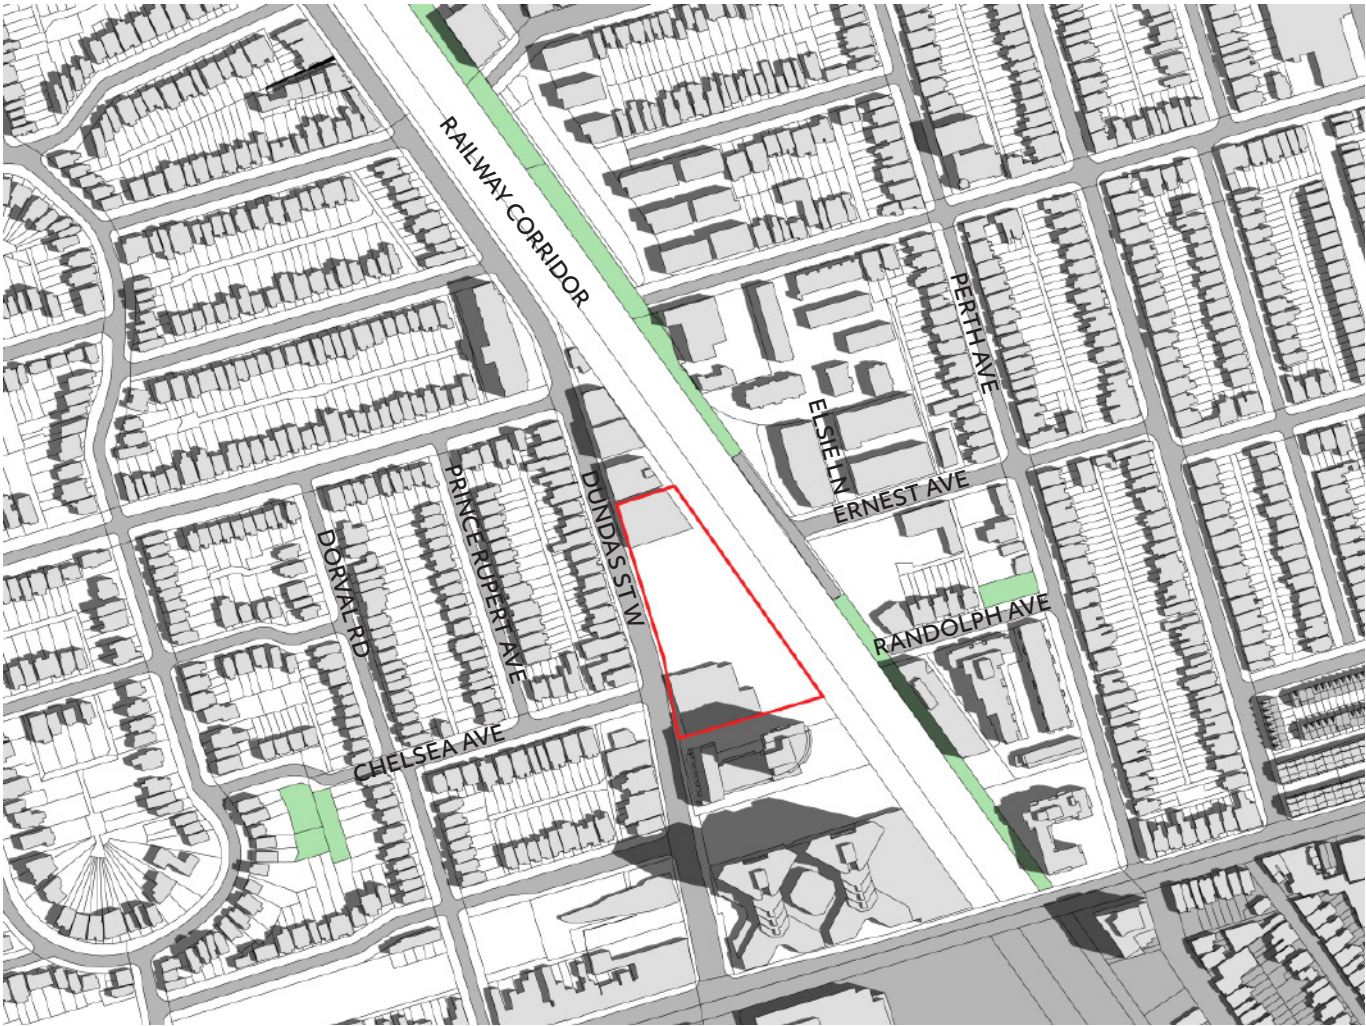 RAILWAY CORRIDOR
PERTH AVE
ELSIE LN
ERNEST AVE
PRINCE RUPERT AVE
DUNDAS ST W
DORVAL RD
RANDOLPH AVE
CHELSEA AVE